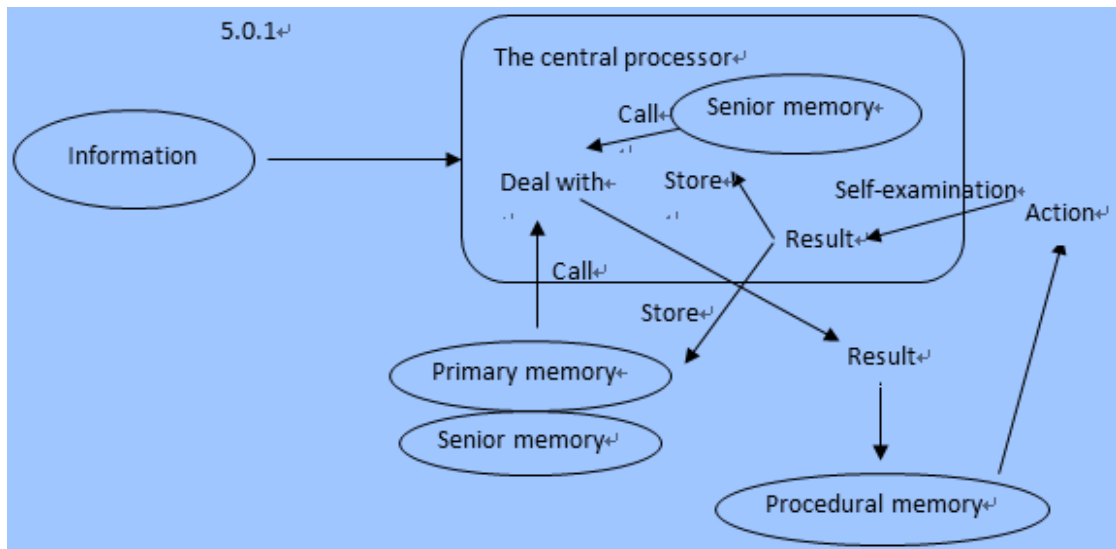 5.0.1
The central processor
Call
Senior memory
Information
Deal with
Store
Self-examination
Action
Result
Call
Store
Result
Primary memory
Senior memory
Procedural memory